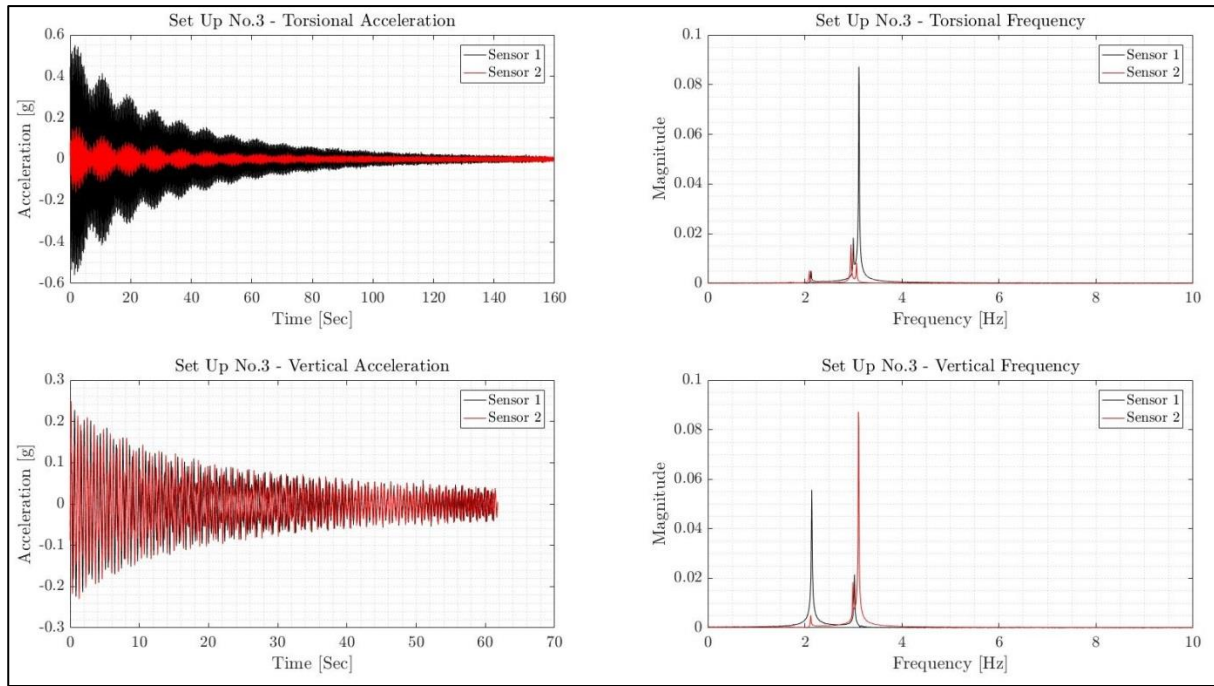 Set Up No.3 - Torsional Acceleration
0.6
0.4
0.2
0
-0.2
-0.4
-0.6
Acceleration [g]
0 20 40 60 80 100 120 140 160
Time [Sec]
Sensor 1
Sensor 2
Set Up No.3 - Torsional Frequency
0.1
0.08
0.06
0.04
0.02
0
Magnitude
0 2 4 6 8 10
Frequency [Hz]
Sensor 1
Sensor 2
Set Up No.3 - Vertical Acceleration
0.3
0.2
0.1
0
-0.1
-0.2
-0.3
Acceleration [g]
0 10 20 30 40 50 60 70
Time [Sec]
Sensor 1
Sensor 2
Set Up No.3 - Vertical Frequency
0.1
0.08
0.06
0.04
0.02
0
Magnitude
0 2 4 6 8 10
Frequency [Hz]
Sensor 1
Sensor 2